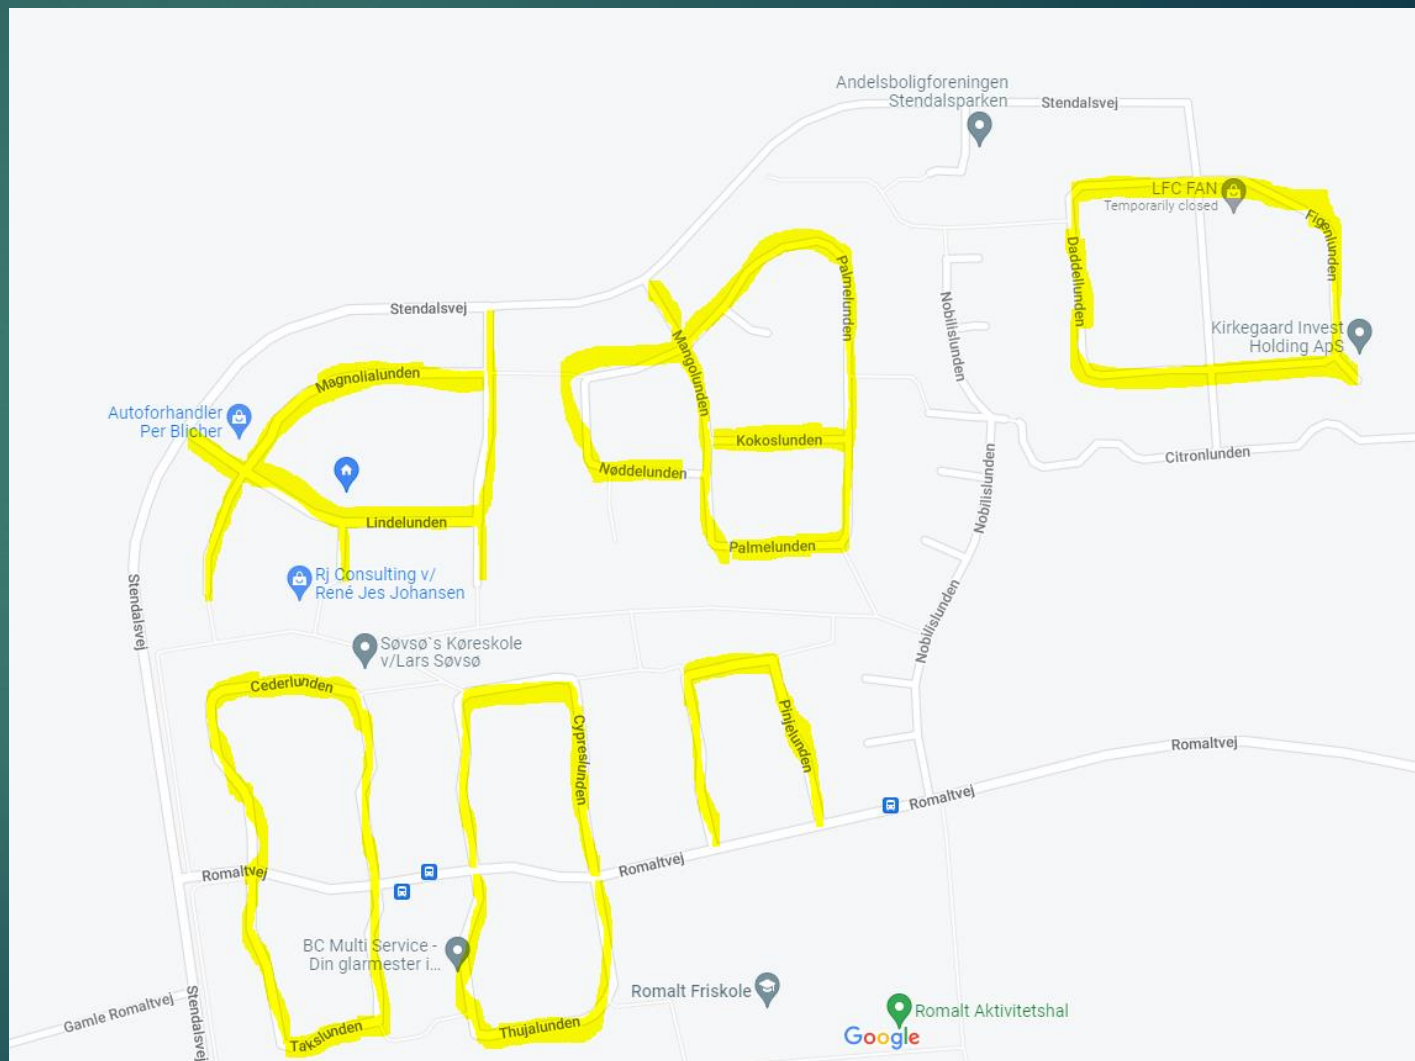 Andelsboligforeningen
Stendalsparken
Stendalsvej
LFC FAN
Temporarily closed
Figenlunden
Daddellunden
Palmelunden
Nobilislunden
Stendalsvej
Kirkegaard Invest
Holding ApS
Mangolunden
Magnolialunden
Autoforhandler
Per Blicher
Kokoslunden
Citronlunden
Nøddelunden
Nobilislunden
Lindelunden
Palmelunden
Rj Consulting v/
René Jes Johansen
Stendalsvej
Nobilislunden
Søvsø`s Køreskole
v/Lars Søvsø
Cederlunden
Cypreslunden
Pinjelunden
Romaltvej
Romaltvej
Romaltvej
Romaltvej
BC Multi Service -
Din glarmester i...
Romalt Friskole
Gamle Romaltvej
Stendalsvej
Takslunden
Thujalunden
Romalt Aktivitetshal
Google